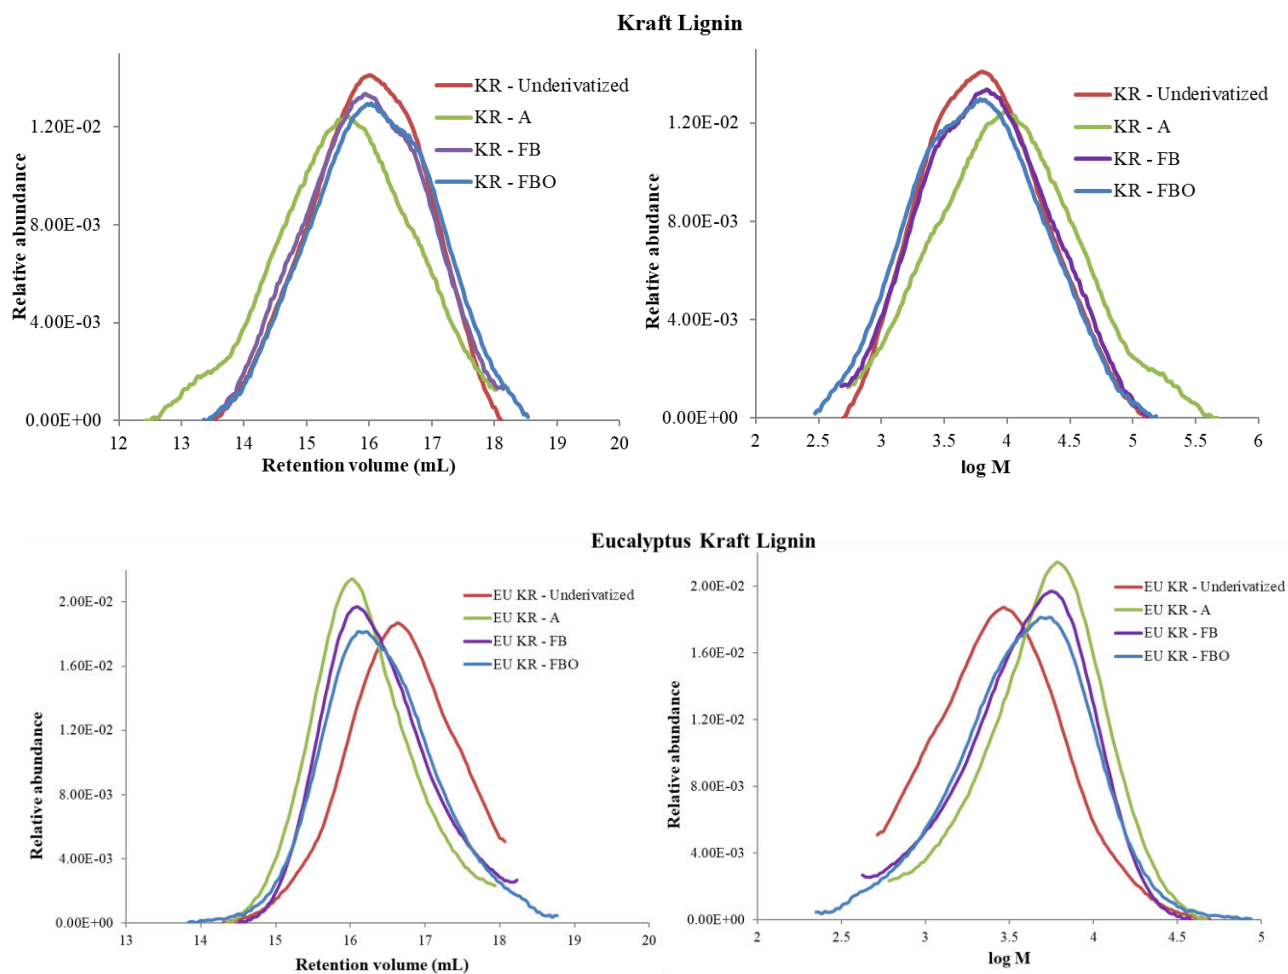 Kraft Lignin
Relative abundance
1.20E-02
8.00E-03
4.00E-03
0.00E+00
12 13 14 15 16 17 18 19 20
Retention volume (mL)
KR - Underivatized
KR - A
KR - FB
KR - FBO
Relative abudance
1.20E-02
8.00E-03
4.00E-03
0.00E+00
2 2.5 3 3.5 4 4.5 5 5.5 6
log M
KR - Underivatized
KR - A
KR - FB
KR - FBO
Eucalyptus Kraft Lignin
Relative abundance
2.00E-02
1.60E-02
1.20E-02
8.00E-03
4.00E-03
0.00E+00
13 14 15 16 17 18 19 20
Retention volume (mL)
EU KR - Underivatized
EU KR - A
EU KR - FB
EU KR - FBO
Relative abundance
2.00E-02
1.60E-02
1.20E-02
8.00E-03
4.00E-03
0.00E+00
2 2.5 3 3.5 4 4.5 5
log M
EU KR - Underivatized
EU KR - A
EU KR - FB
EU KR - FBO